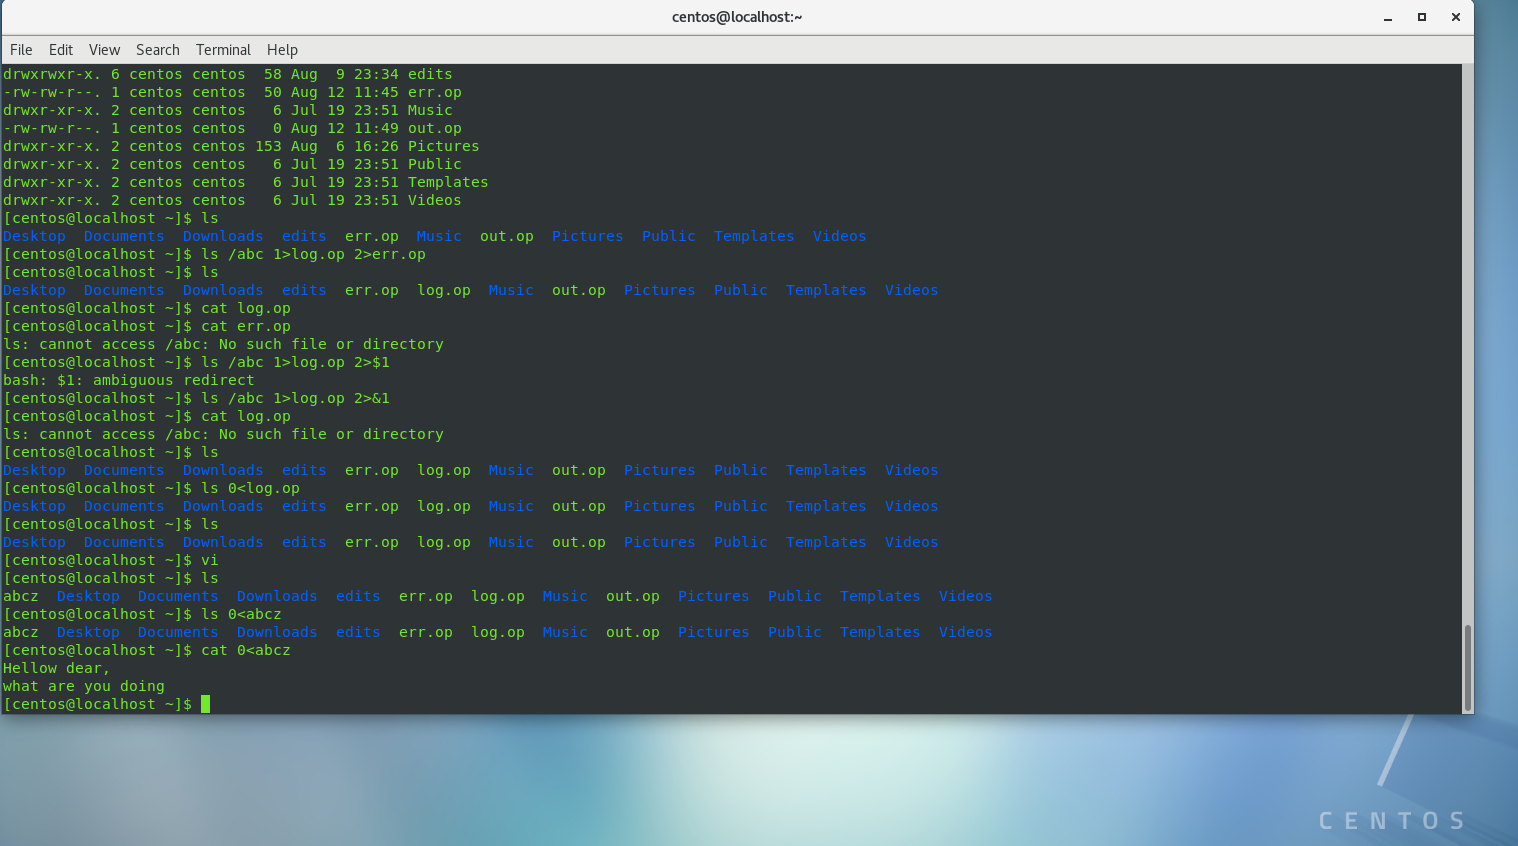 centos@localhost:~
File Edit View Search Terminal Help
drwxrwxr-x. 6 centos centos  58 Aug  9 23:34 edits
-rw-rw-r--. 1 centos centos  50 Aug 12 11:45 err.op
drwxr-xr-x. 2 centos centos   6 Jul 19 23:51 Music
-rw-rw-r--. 1 centos centos   0 Aug 12 11:49 out.op
drwxr-xr-x. 2 centos centos 153 Aug  6 16:26 Pictures
drwxr-xr-x. 2 centos centos   6 Jul 19 23:51 Public
drwxr-xr-x. 2 centos centos   6 Jul 19 23:51 Templates
drwxr-xr-x. 2 centos centos   6 Jul 19 23:51 Videos
[centos@localhost ~]$ ls
Desktop  Documents  Downloads  edits  err.op  Music  out.op  Pictures  Public  Templates  Videos
[centos@localhost ~]$ ls /abc 1>log.op 2>err.op
[centos@localhost ~]$ ls
Desktop  Documents  Downloads  edits  err.op  log.op  Music  out.op  Pictures  Public  Templates  Videos
[centos@localhost ~]$ cat log.op
[centos@localhost ~]$ cat err.op
ls: cannot access /abc: No such file or directory
[centos@localhost ~]$ ls /abc 1>log.op 2>$1
bash: $1: ambiguous redirect
[centos@localhost ~]$ ls /abc 1>log.op 2>&1
[centos@localhost ~]$ cat log.op
ls: cannot access /abc: No such file or directory
[centos@localhost ~]$ ls
Desktop  Documents  Downloads  edits  err.op  log.op  Music  out.op  Pictures  Public  Templates  Videos
[centos@localhost ~]$ ls 0<log.op
Desktop  Documents  Downloads  edits  err.op  log.op  Music  out.op  Pictures  Public  Templates  Videos
[centos@localhost ~]$ ls
Desktop  Documents  Downloads  edits  err.op  log.op  Music  out.op  Pictures  Public  Templates  Videos
[centos@localhost ~]$ vi
[centos@localhost ~]$ ls
abcz  Desktop  Documents  Downloads  edits  err.op  log.op  Music  out.op  Pictures  Public  Templates  Videos
[centos@localhost ~]$ ls 0<abcz
abcz  Desktop  Documents  Downloads  edits  err.op  log.op  Music  out.op  Pictures  Public  Templates  Videos
[centos@localhost ~]$ cat 0<abcz
Hellow dear,
what are you doing
[centos@localhost ~]$
CENTOS